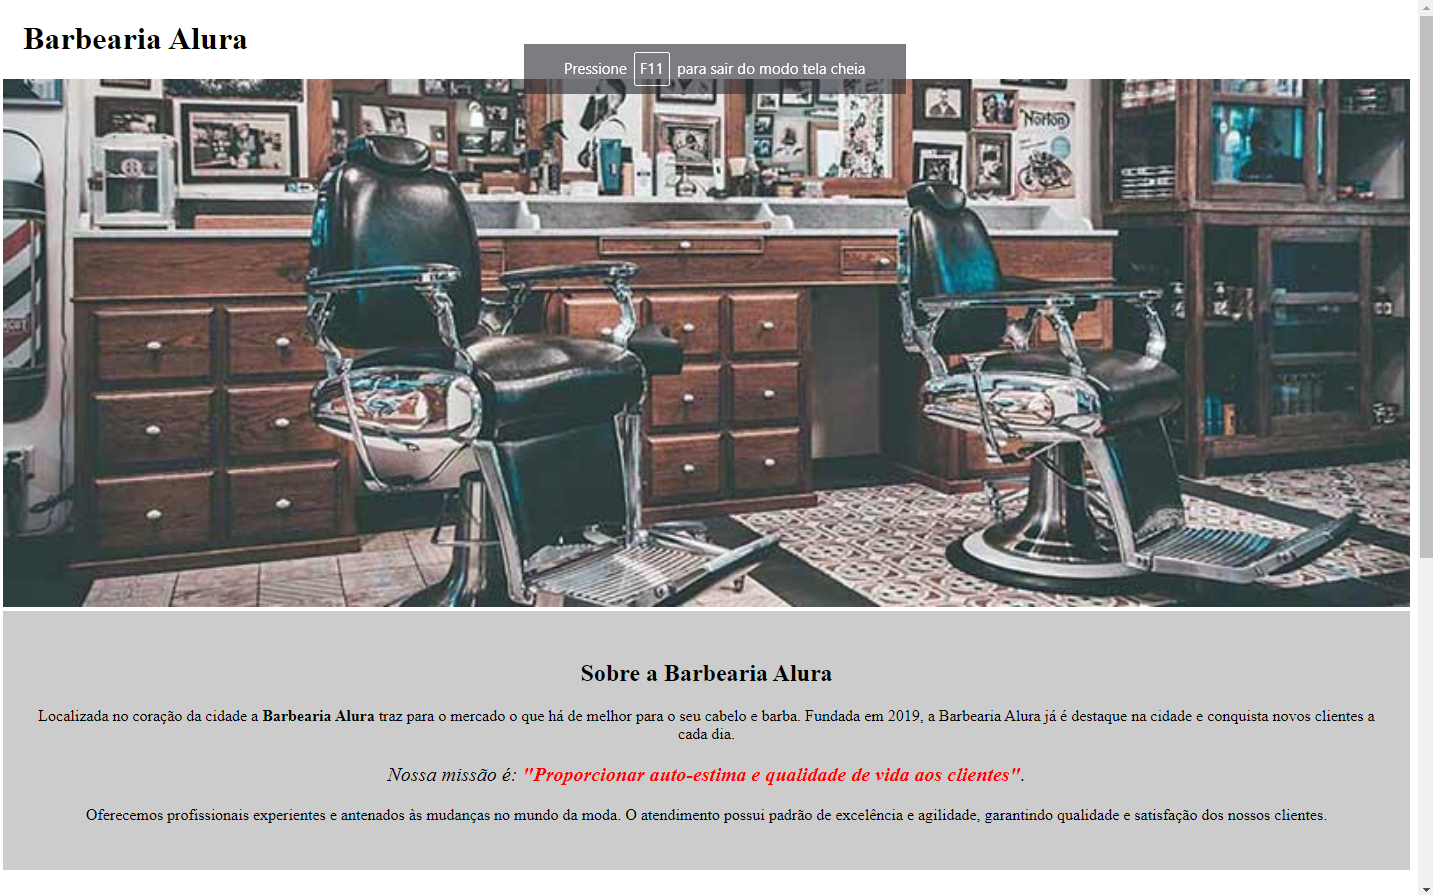 Barbearia Alura
Pressione F11 para sair do modo tela cheia
Norton
Sobre a Barbearia Alura
Localizada no coração da cidade a Barbearia Alura traz para o mercado o que há de melhor para o seu cabelo e barba. Fundada em 2019, a Barbearia Alura já é destaque na cidade e conquista novos clientes a
cada dia.
Nossa missão é: "Proporcionar auto-estima e qualidade de vida aos clientes".
Oferecemos profissionais experientes e antenados às mudanças no mundo da moda. O atendimento possui padrão de excelência e agilidade, garantindo qualidade e satisfação dos nossos clientes.